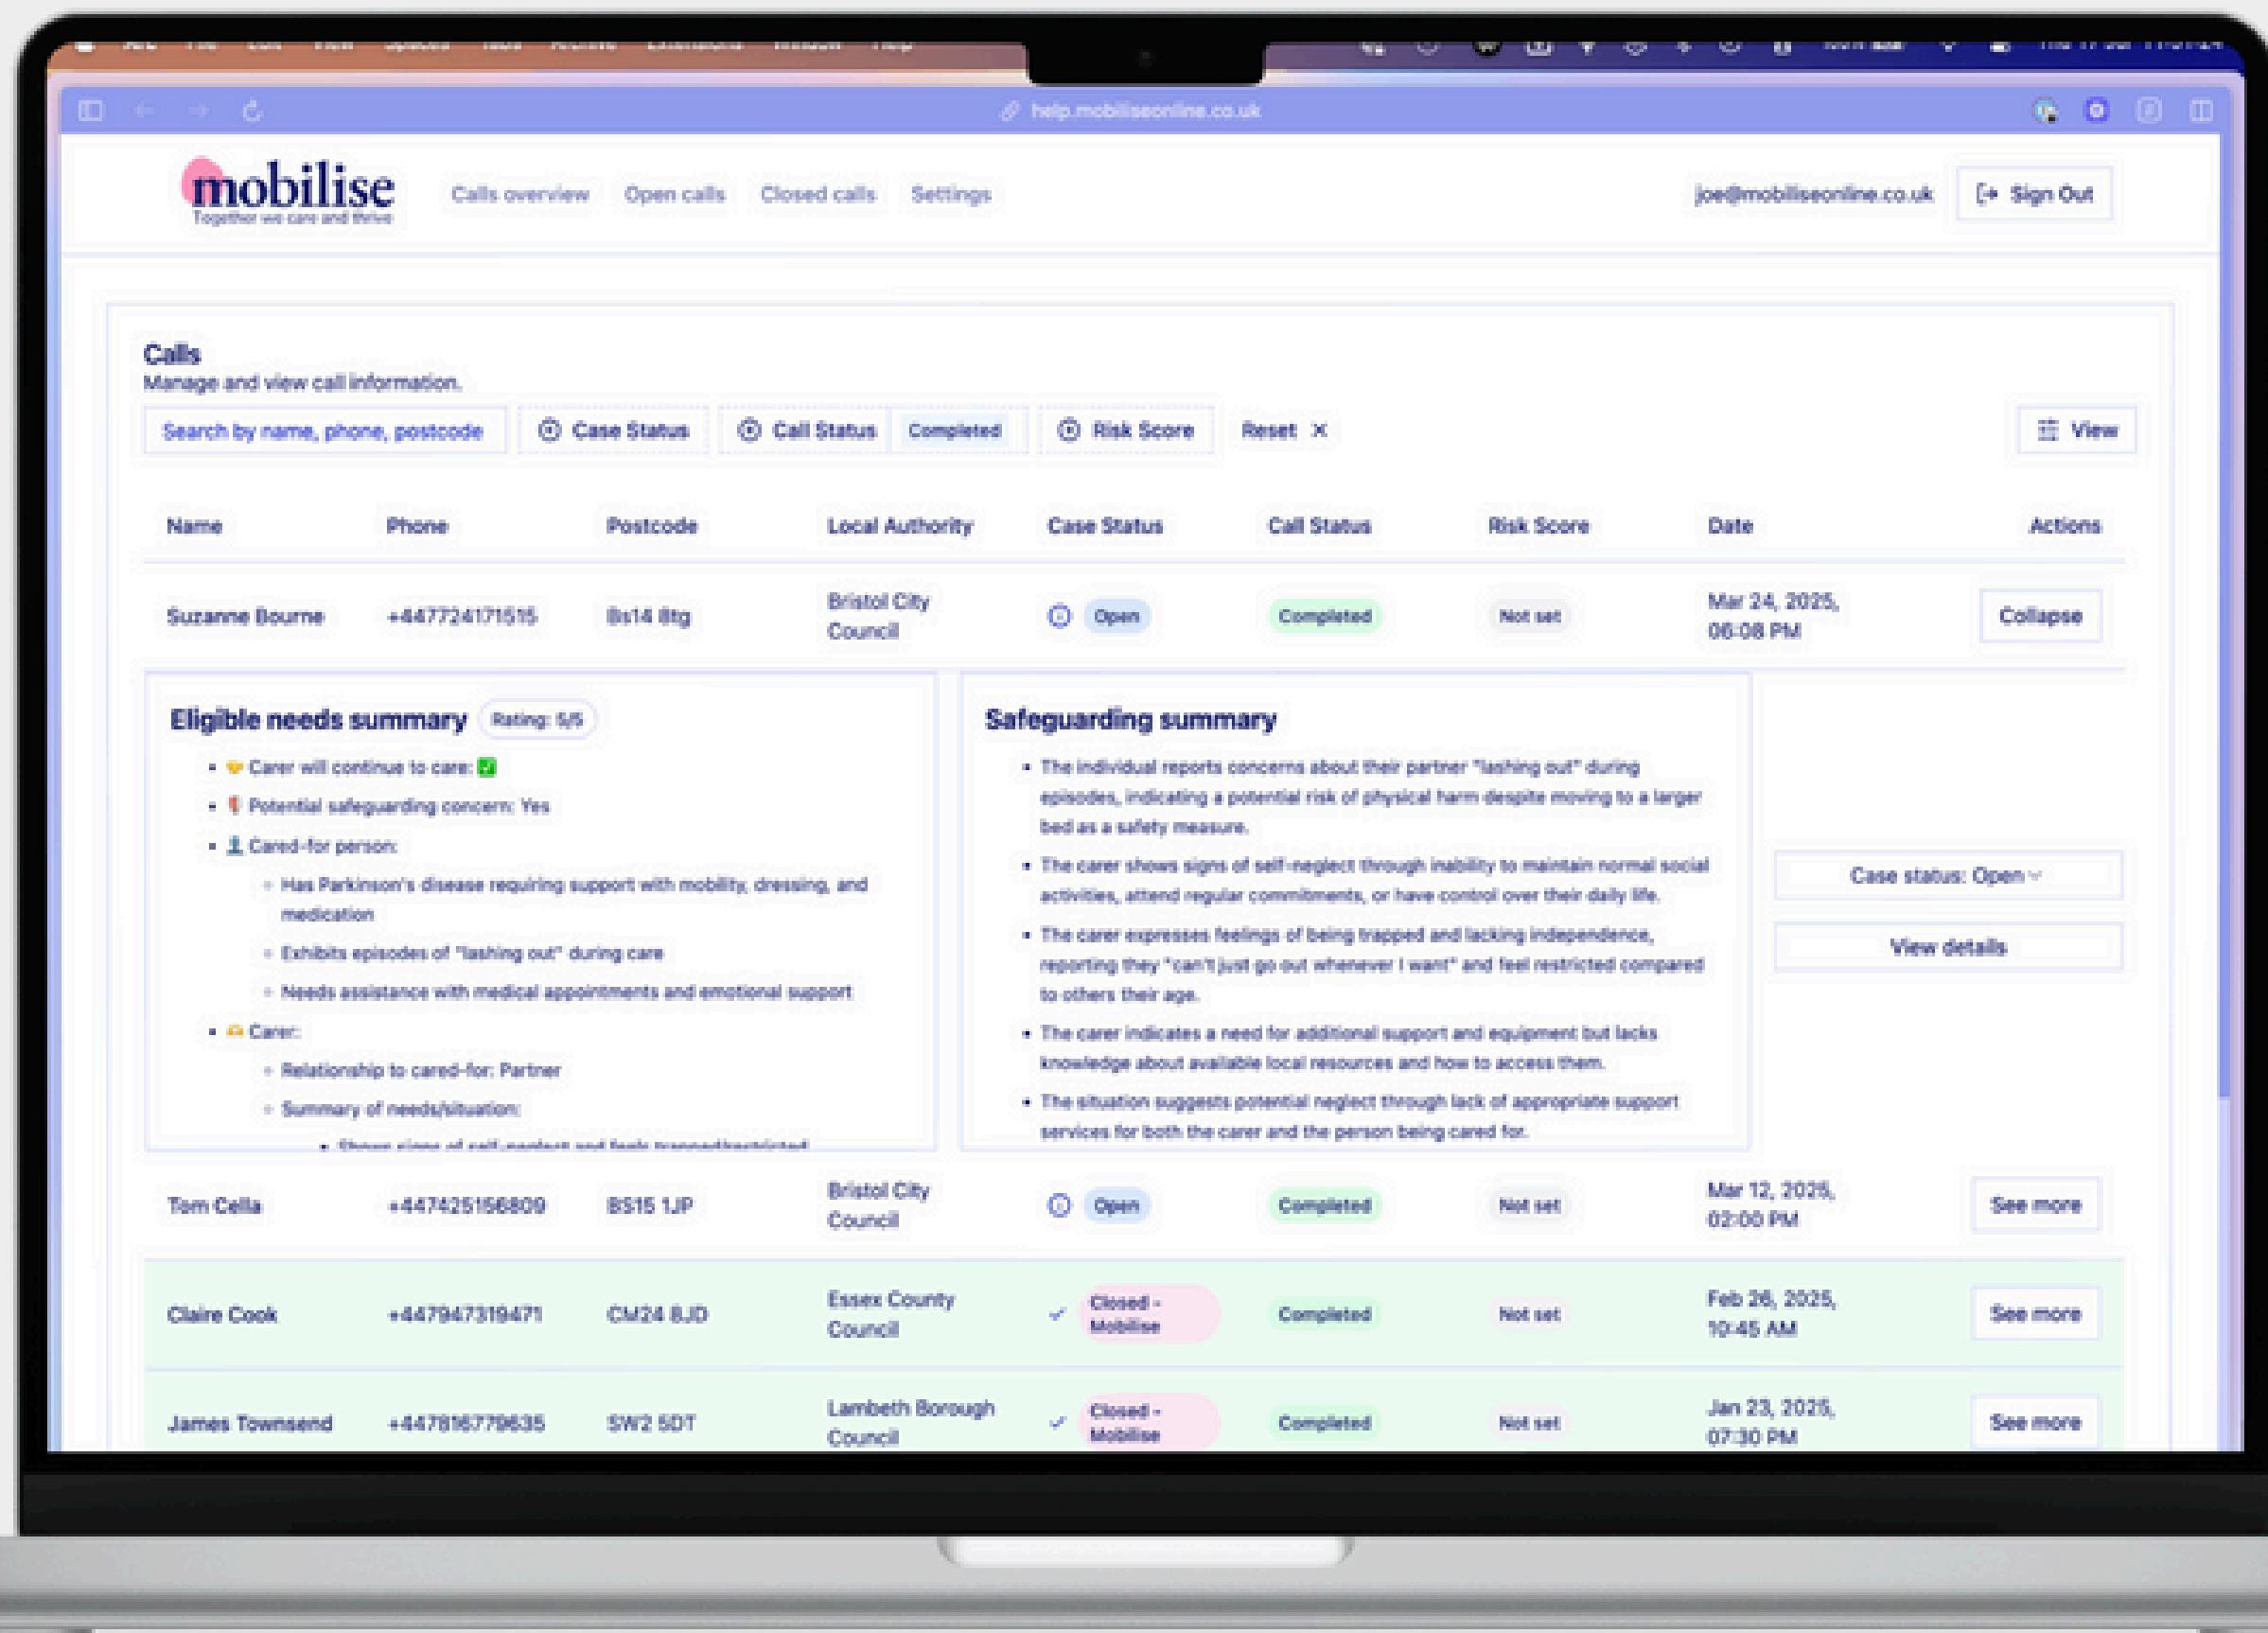 help.mobiliseonline.co.uk
mobilise
Together we care and thrive
Calls overview Open calls Closed calls Settings
joe@mobiliseonline.co.uk Sign Out
Calls
Manage and view call information.
Search by name, phone, postcode Case Status Call Status Completed Risk Score Reset View
Name Phone Postcode Local Authority Case Status Call Status Risk Score Date Actions
Suzanne Bourne +447724171515 Bs14 8tg Bristol City Council Open Completed Not set Mar 24, 2025, 06:08 PM Collapse
Eligible needs summary Rating: 5/5
Carer will continue to care:
Potential safeguarding concern: Yes
Cared-for person:
Has Parkinson's disease requiring support with mobility, dressing, and
medication
Exhibits episodes of "lashing out" during care
Needs assistance with medical appointments and emotional support
Carer:
Relationship to cared-for: Partner
Summary of needs/situation:
Shows signs of self-neglect and feels trapped/restricted
Safeguarding summary
The individual reports concerns about their partner "lashing out" during
episodes, indicating a potential risk of physical harm despite moving to a larger
bed as a safety measure.
The carer shows signs of self-neglect through inability to maintain normal social
activities, attend regular commitments, or have control over their daily life.
The carer expresses feelings of being trapped and lacking independence,
reporting they "can't just go out whenever I want" and feel restricted compared
to others their age.
The carer indicates a need for additional support and equipment but lacks
knowledge about available local resources and how to access them.
The situation suggests potential neglect through lack of appropriate support
services for both the carer and the person being cared for.
Case status: Open
View details
Tom Cella +447425156809 BS15 1JP Bristol City Council Open Completed Not set Mar 12, 2025, 02:00 PM See more
Claire Cook +447947319471 CM24 8JD Essex County Council Closed - Mobilise Completed Not set Feb 26, 2025, 10:45 AM See more
James Townsend +447816779635 SW2 5DT Lambeth Borough Council Closed - Mobilise Completed Not set Jan 23, 2025, 07:30 PM See more